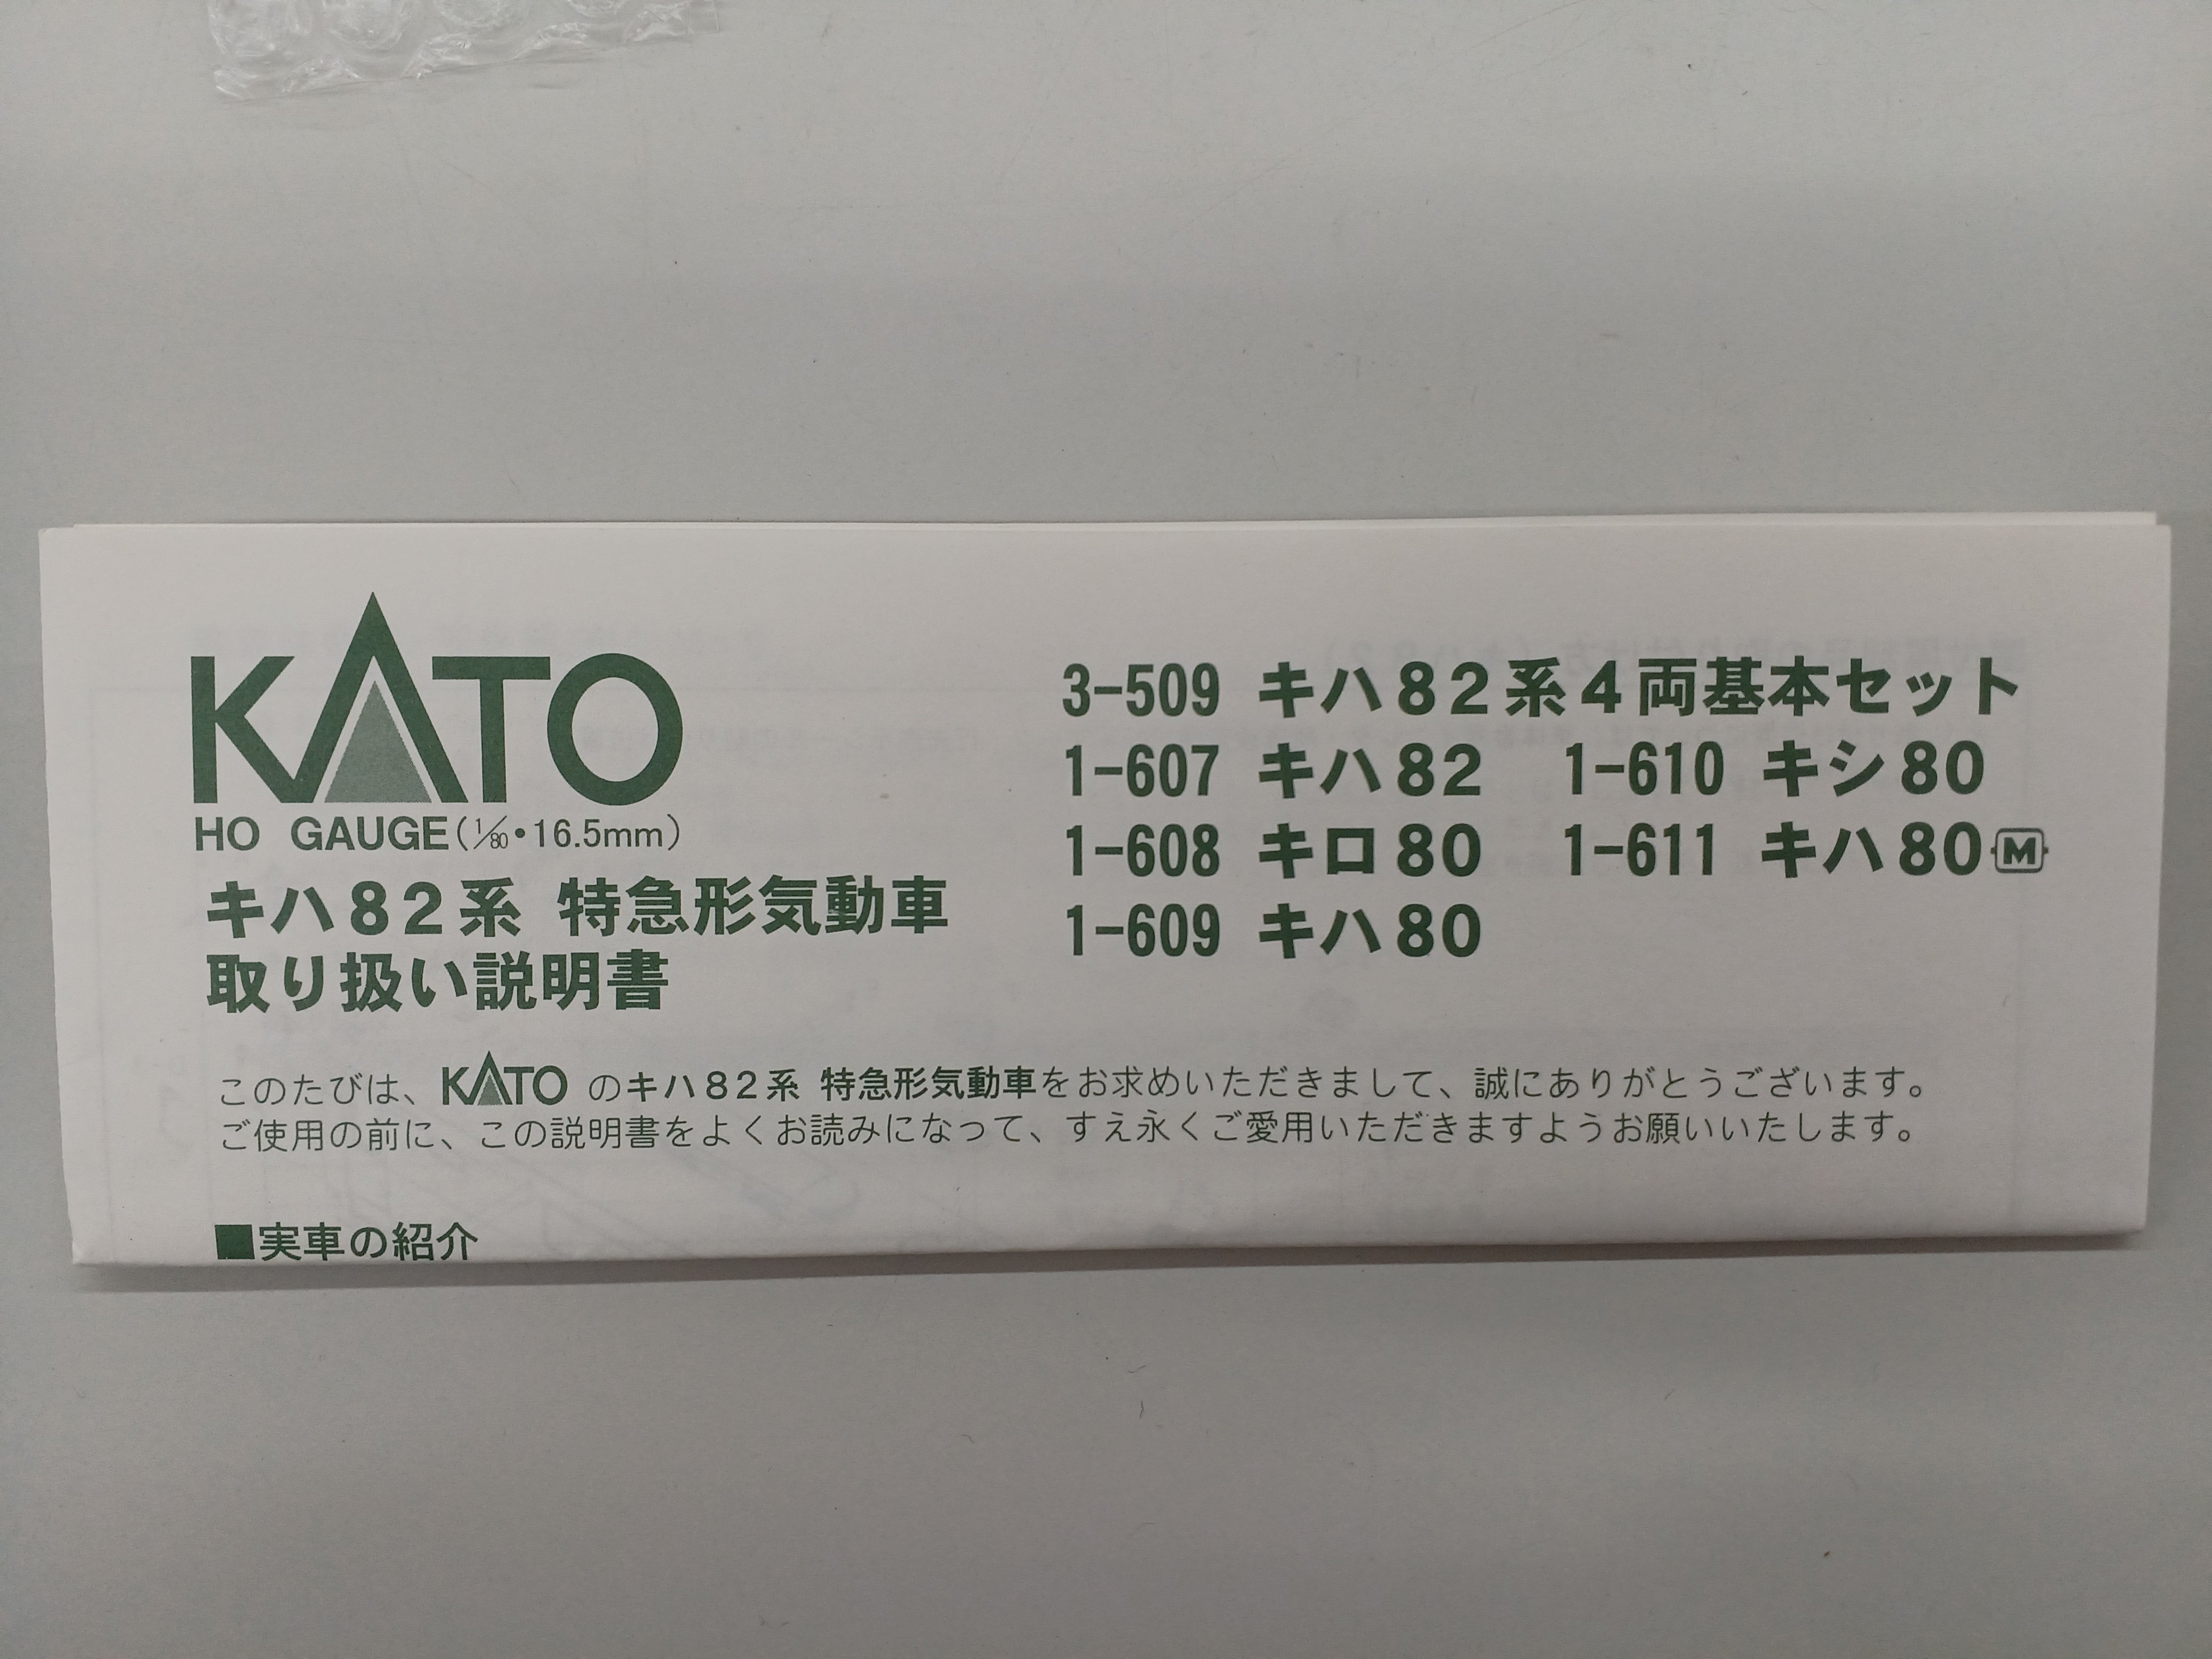 KATO
HO GAUGE(1/80・16.5mm)
キハ82系 特急形気動車
取り扱い説明書
3-509 キハ82系4両基本セット
1-607 キハ82 1-610 キシ80
1-608 キロ80 1-611 キハ80 M
1-609 キハ80
このたびは、KATO のキハ82系 特急形気動車をお求めいただきまして、誠にありがとうございます。
ご使用の前に、この説明書をよくお読みになって、すえ永くご愛用いただきますようお願いいたします。
■実車の紹介